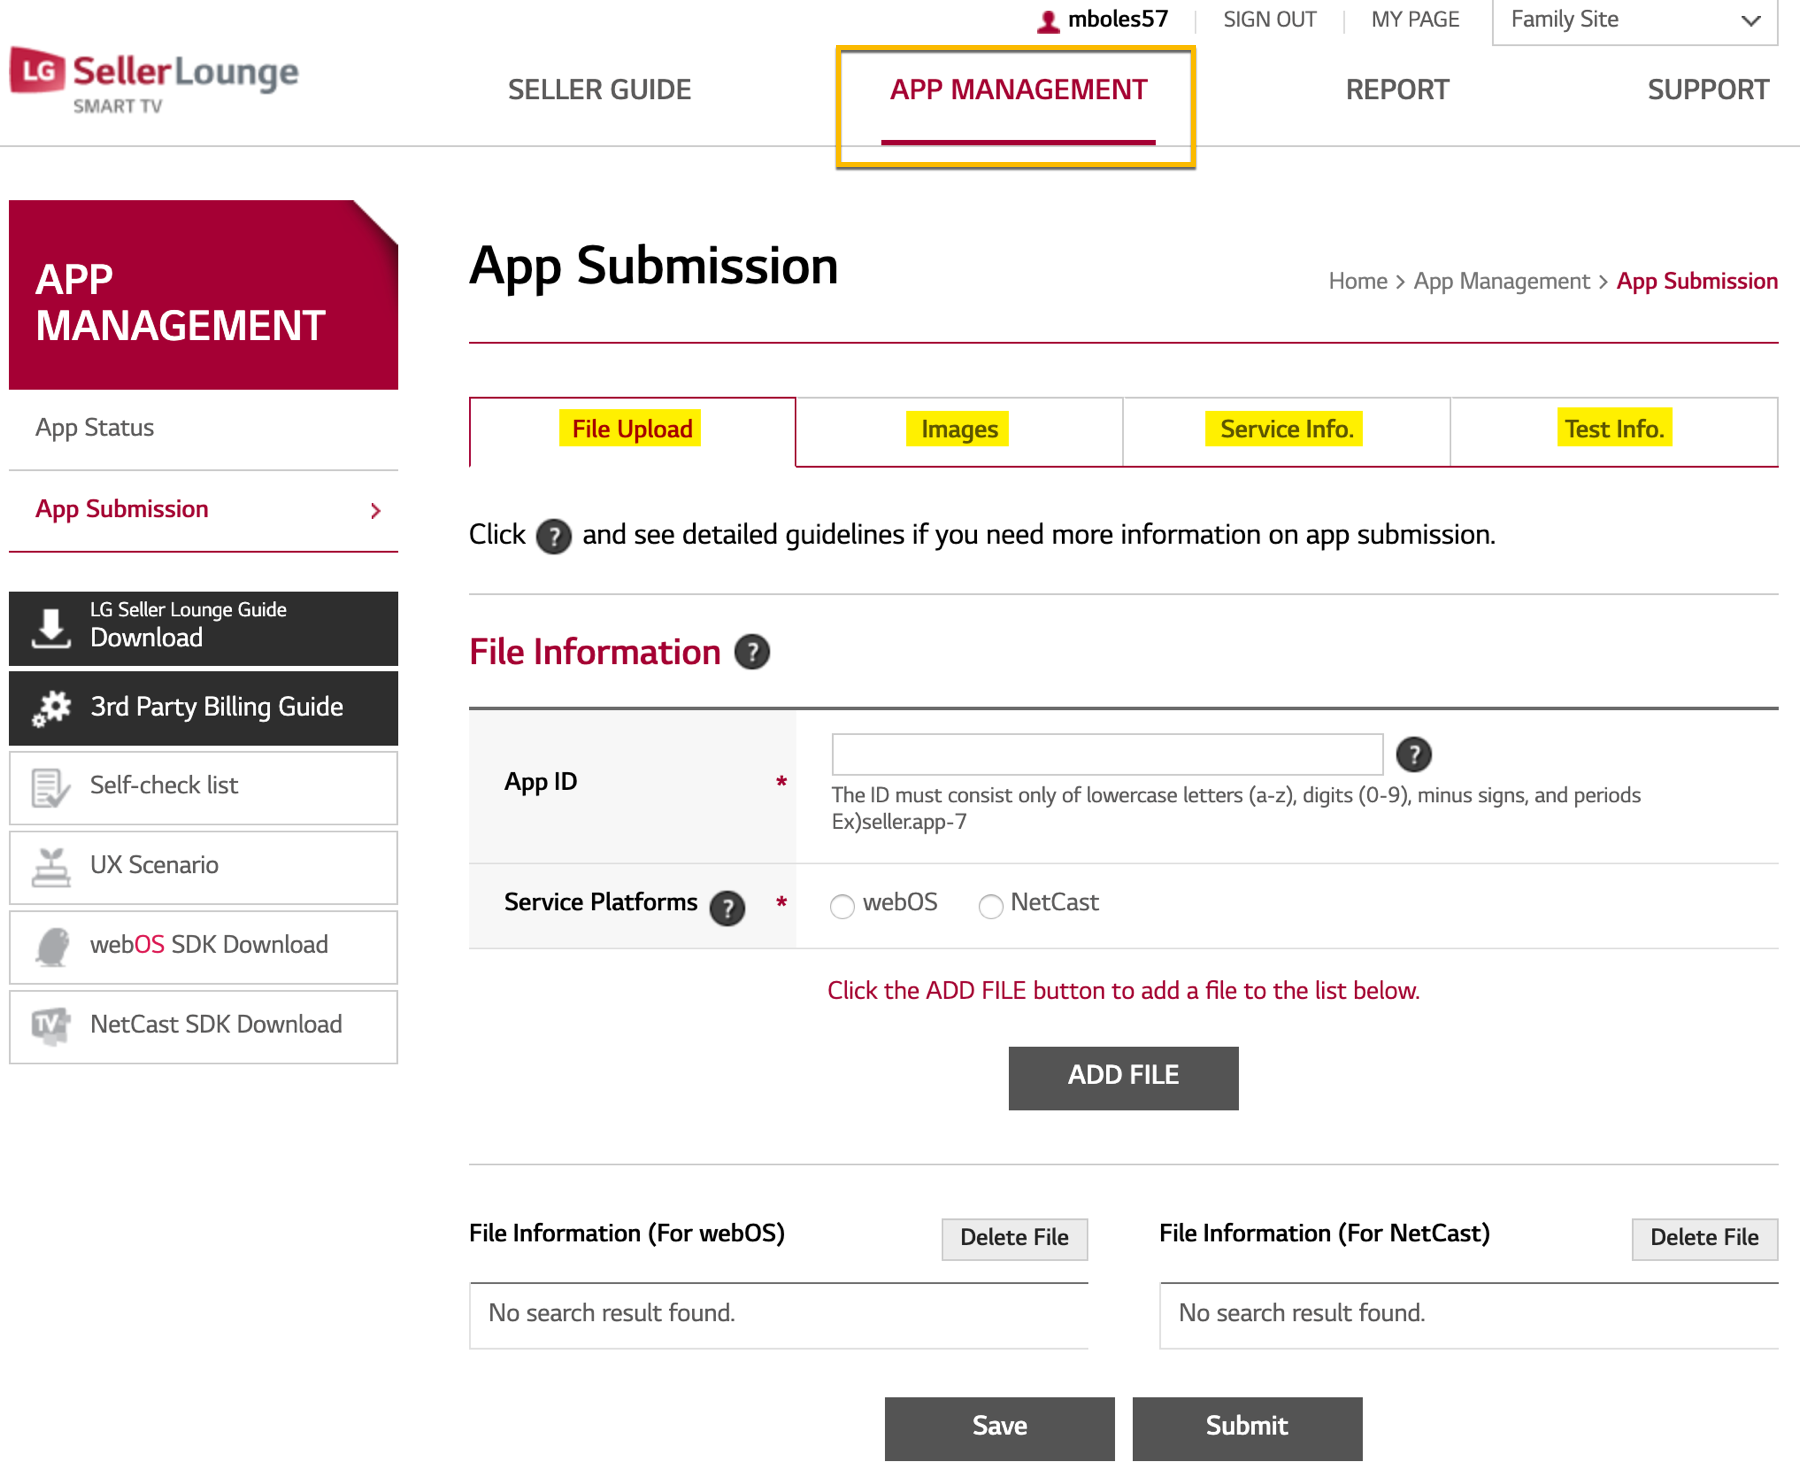 mboles57
SIGN OUT
MY PAGE
Family Site
LG SellerLounge
SMART TV
SELLER GUIDE
APP MANAGEMENT
REPORT
SUPPORT
APP
MANAGEMENT
App Status
App Submission
LG Seller Lounge Guide
Download
3rd Party Billing Guide
Self-check list
UX Scenario
webOS SDK Download
TV
NetCast SDK Download
App Submission
Home > App Management > App Submission
File Upload
Images
Service Info.
Test Info.
Click ? and see detailed guidelines if you need more information on app submission.
File Information ?
App ID *
?
The ID must consist only of lowercase letters (a-z), digits (0-9), minus signs, and periods
Ex)seller.app-7
Service Platforms ? *
webOS
NetCast
Click the ADD FILE button to add a file to the list below.
ADD FILE
File Information (For webOS)
Delete File
No search result found.
File Information (For NetCast)
Delete File
No search result found.
Save
Submit